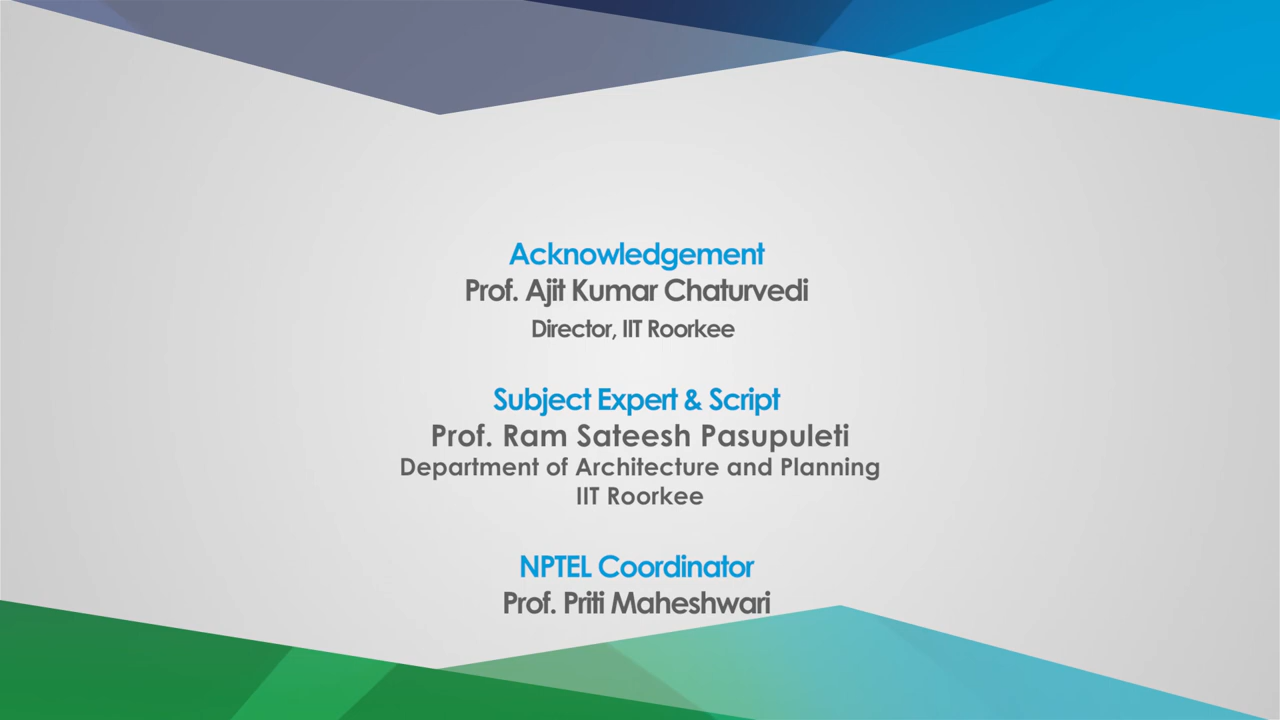 Acknowledgement
Prof. Ajit Kumar Chaturvedi
Director, IIT Roorkee
Subject Expert & Script
Prof. Ram Sateesh Pasupuleti
Department of Architecture and Planning
IIT Roorkee
NPTEL Coordinator
Prof. Priti Maheshwari